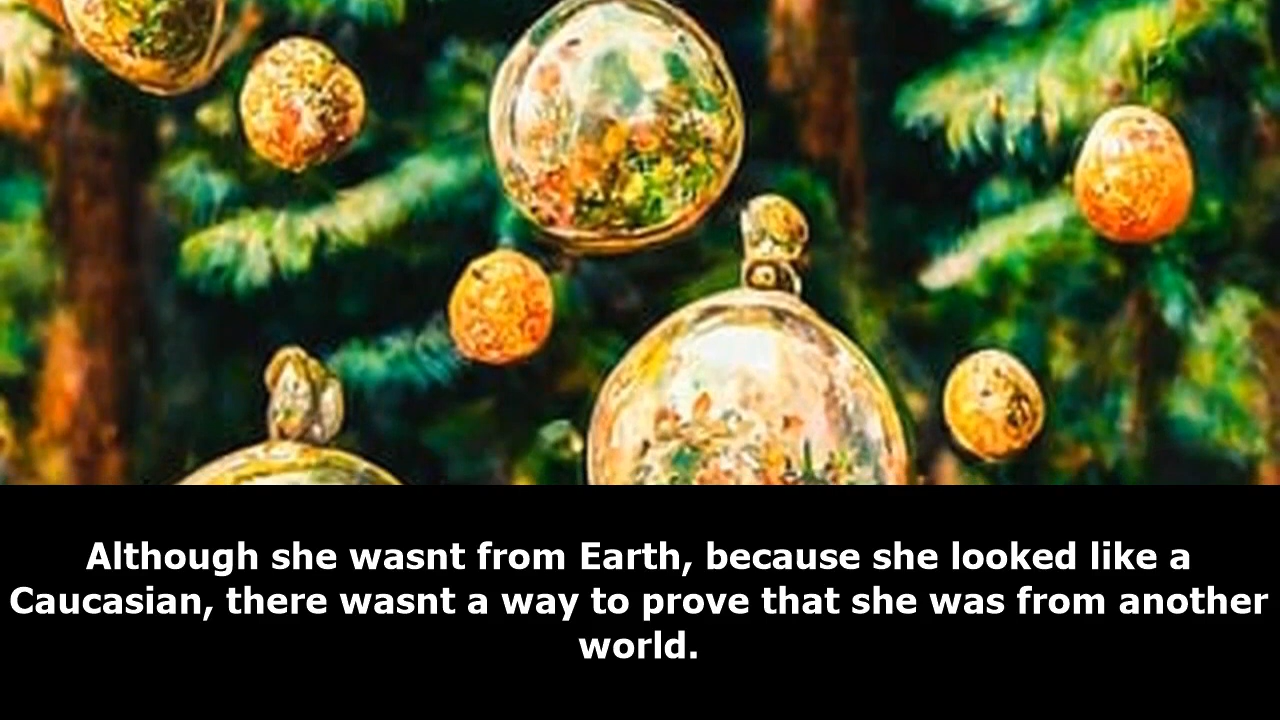 Although she wasnt from Earth, because she looked like a
Caucasian, there wasnt a way to prove that she was from another
world.